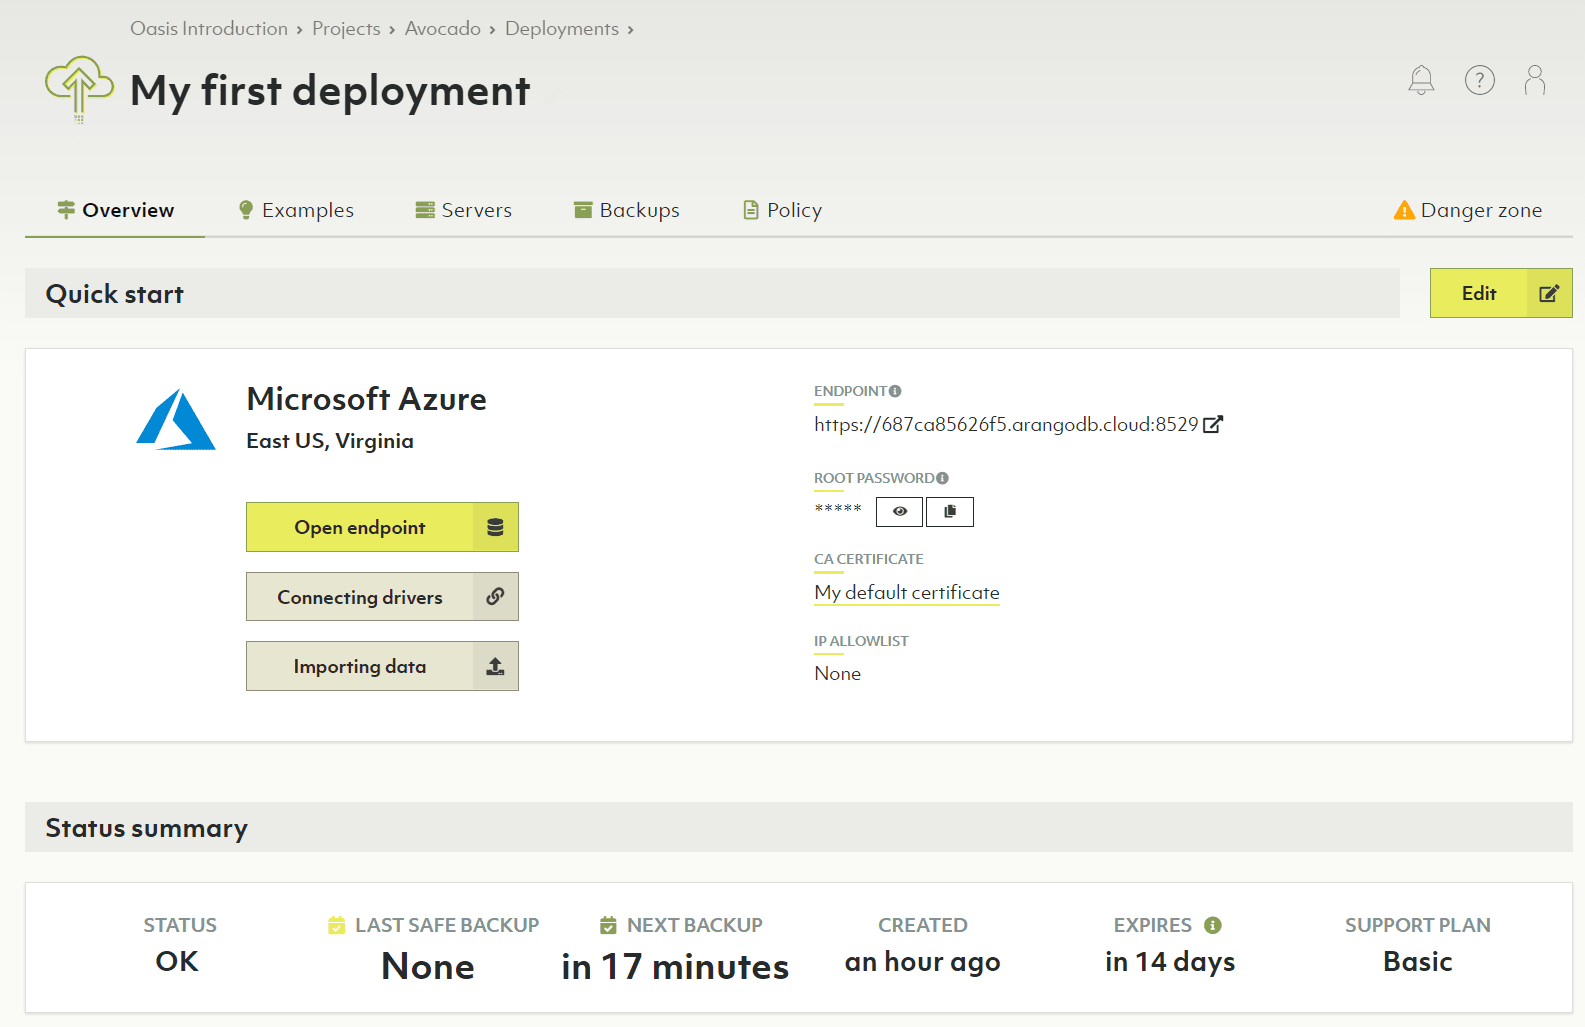 Oasis Introduction › Projects › Avocado › Deployments ›
My first deployment
Overview Examples Servers Backups Policy Danger zone
Quick start
Edit
Microsoft Azure
East US, Virginia
Open endpoint
Connecting drivers
Importing data
ENDPOINT
https://687ca85626f5.arangodb.cloud:8529
ROOT PASSWORD
*****
CA CERTIFICATE
My default certificate
IP ALLOWLIST
None
Status summary
STATUS LAST SAFE BACKUP NEXT BACKUP CREATED EXPIRES SUPPORT PLAN
OK None in 17 minutes an hour ago in 14 days Basic